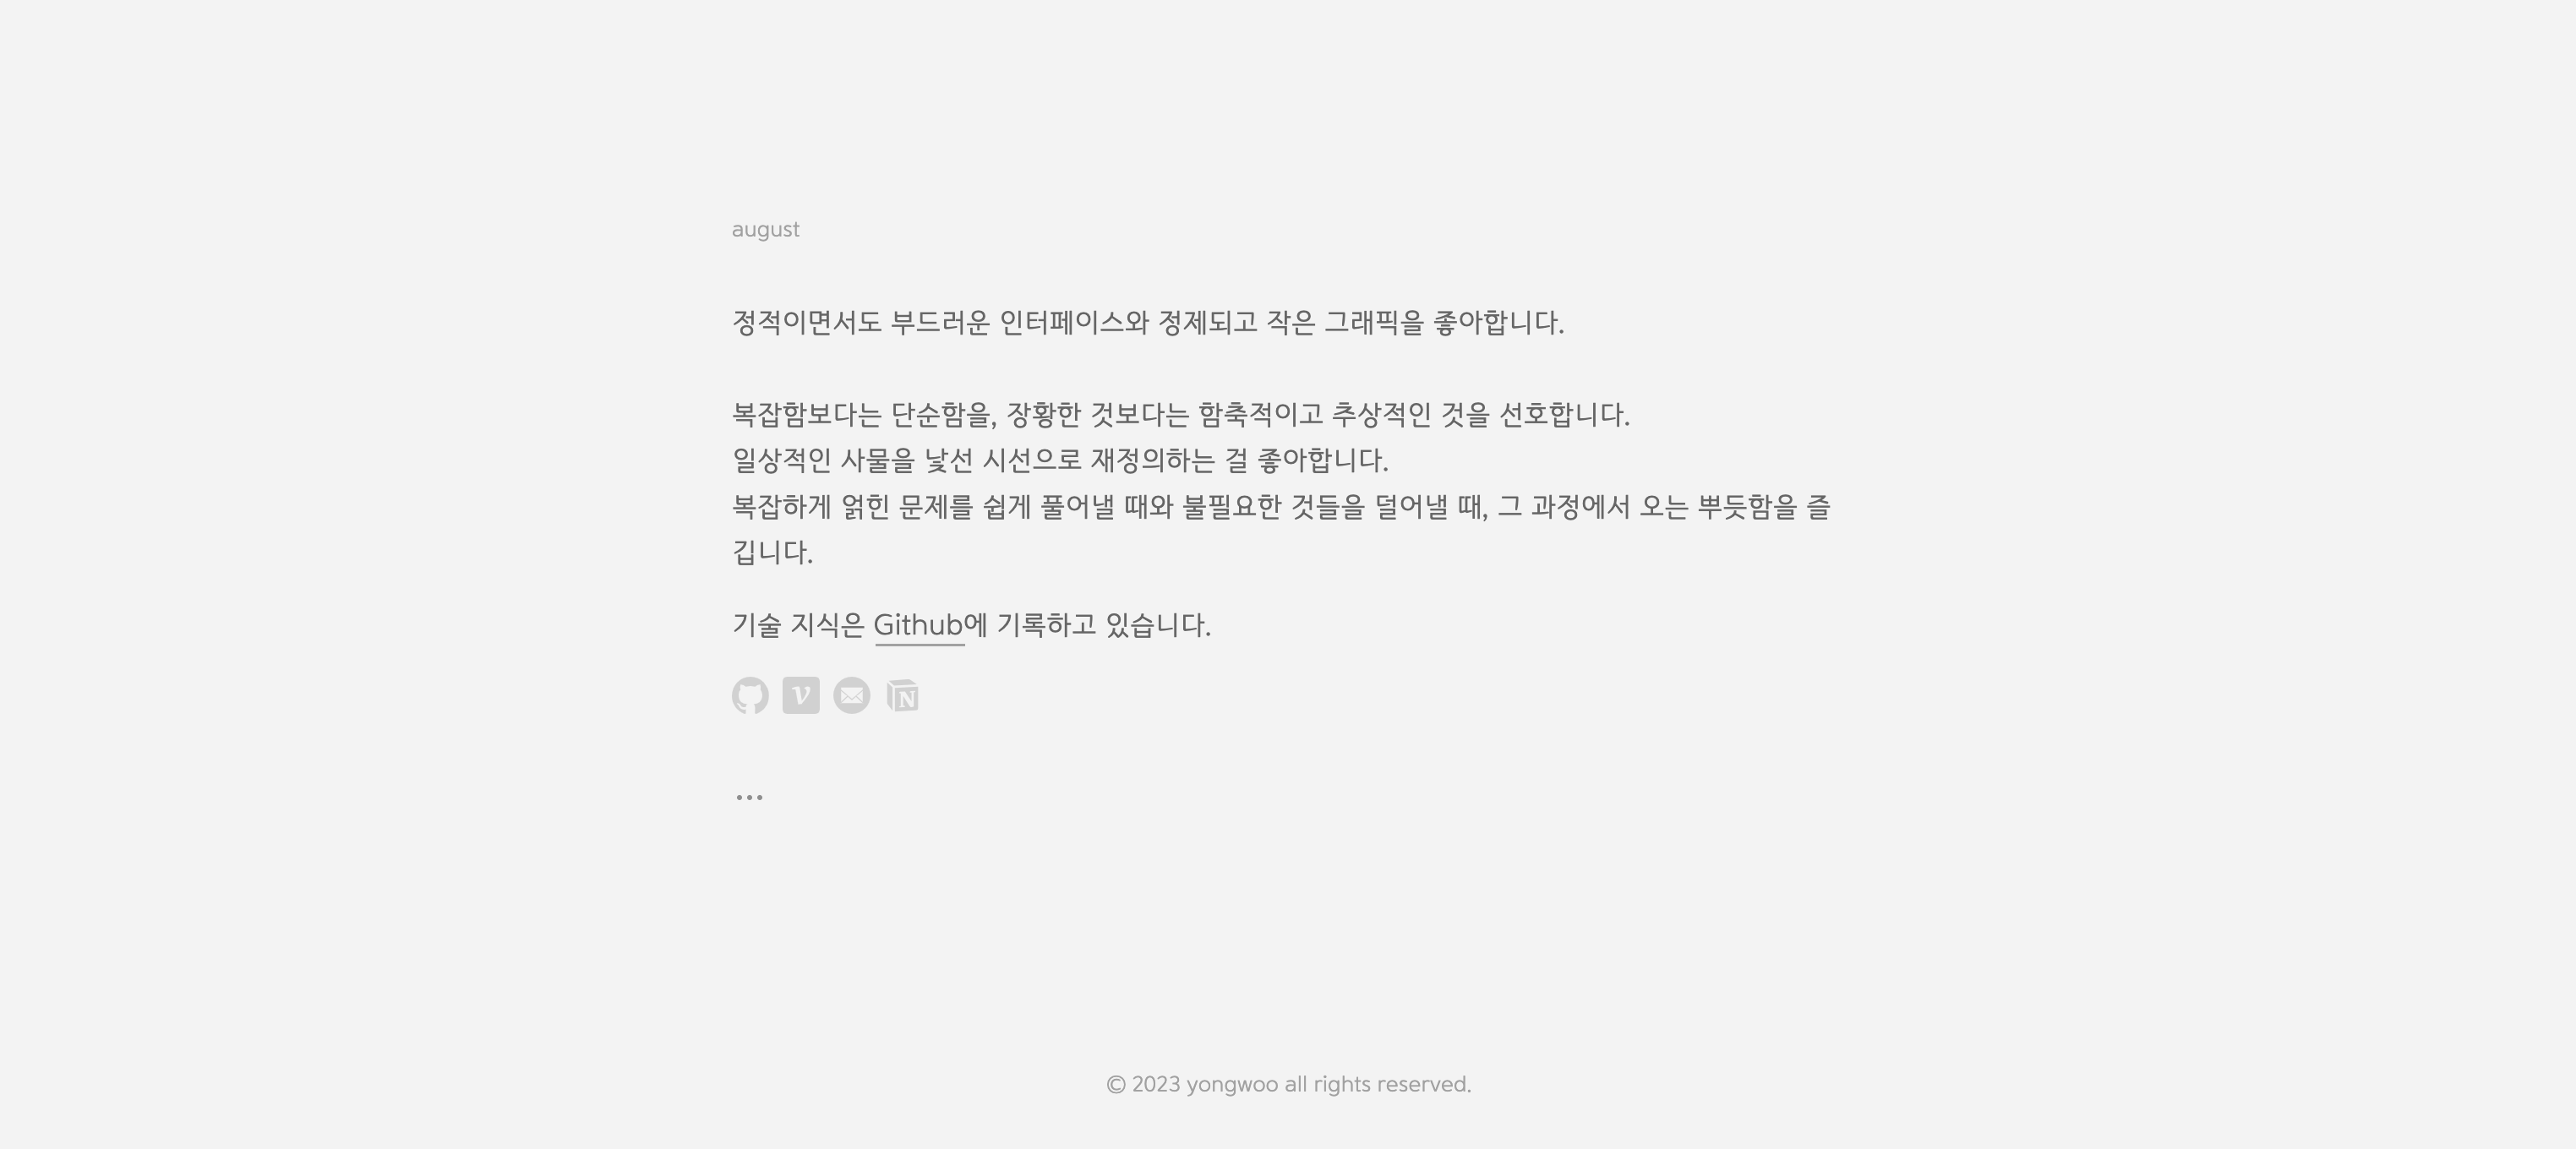 august
정적이면서도 부드러운 인터페이스와 정제되고 작은 그래픽을 좋아합니다.
복잡함보다는 단순함을, 장황한 것보다는 함축적이고 추상적인 것을 선호합니다.
일상적인 사물을 낯선 시선으로 재정의하는 걸 좋아합니다.
복잡하게 얽힌 문제를 쉽게 풀어낼 때와 불필요한 것들을 덜어낼 때, 그 과정에서 오는 뿌듯함을 즐
깁니다.
기술 지식은 Github에 기록하고 있습니다.
...
© 2023 yongwoo all rights reserved.